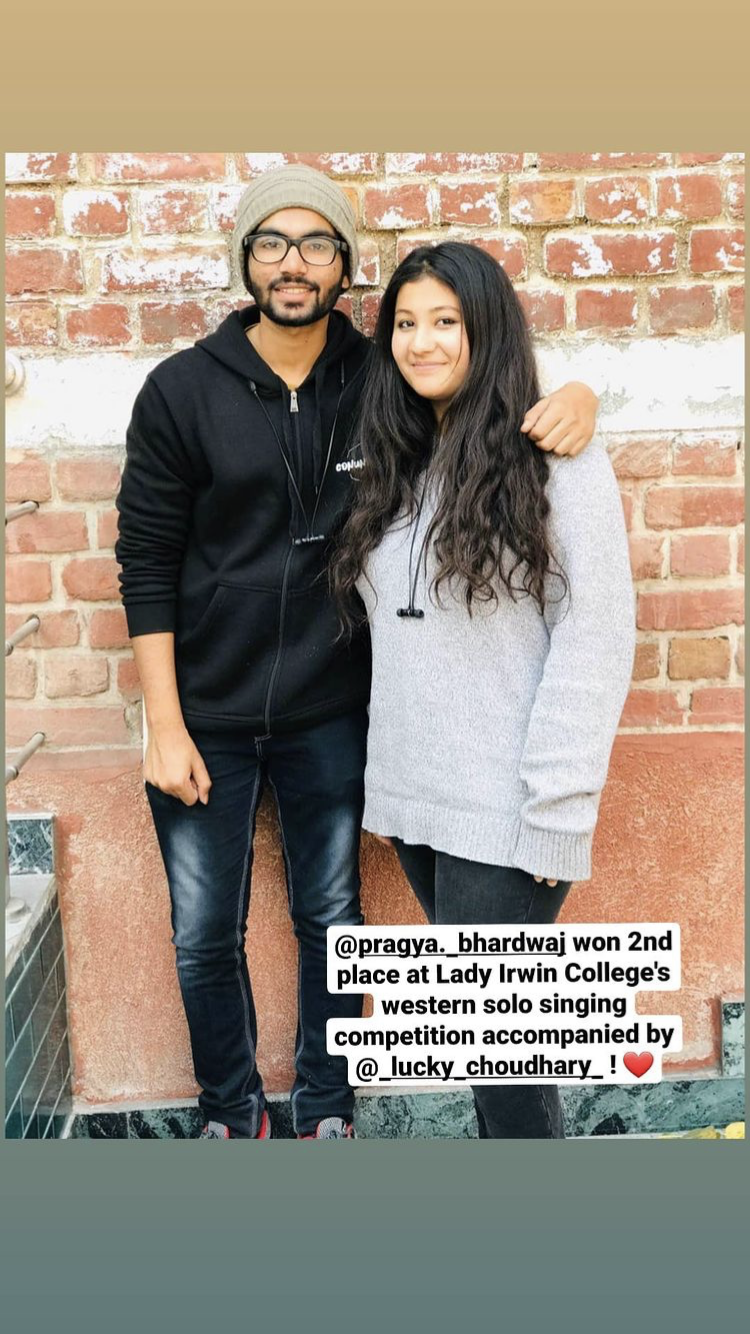 @pragya._bhardwaj won 2nd
place at Lady Irwin College's
western solo singing
competition accompanied by
@_lucky_choudhary_ ! ❤️